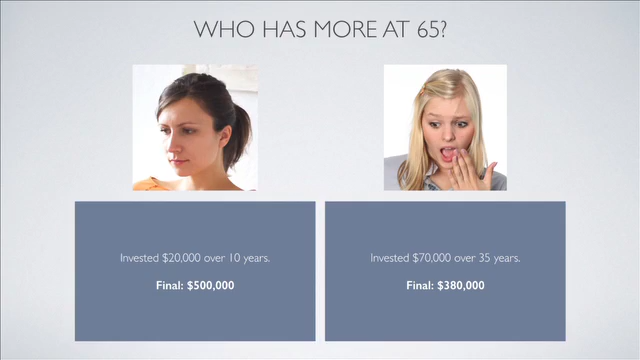 WHO HAS MORE AT 65?
Invested $20,000 over 10 years.
Final: $500,000
Invested $70,000 over 35 years.
Final: $380,000